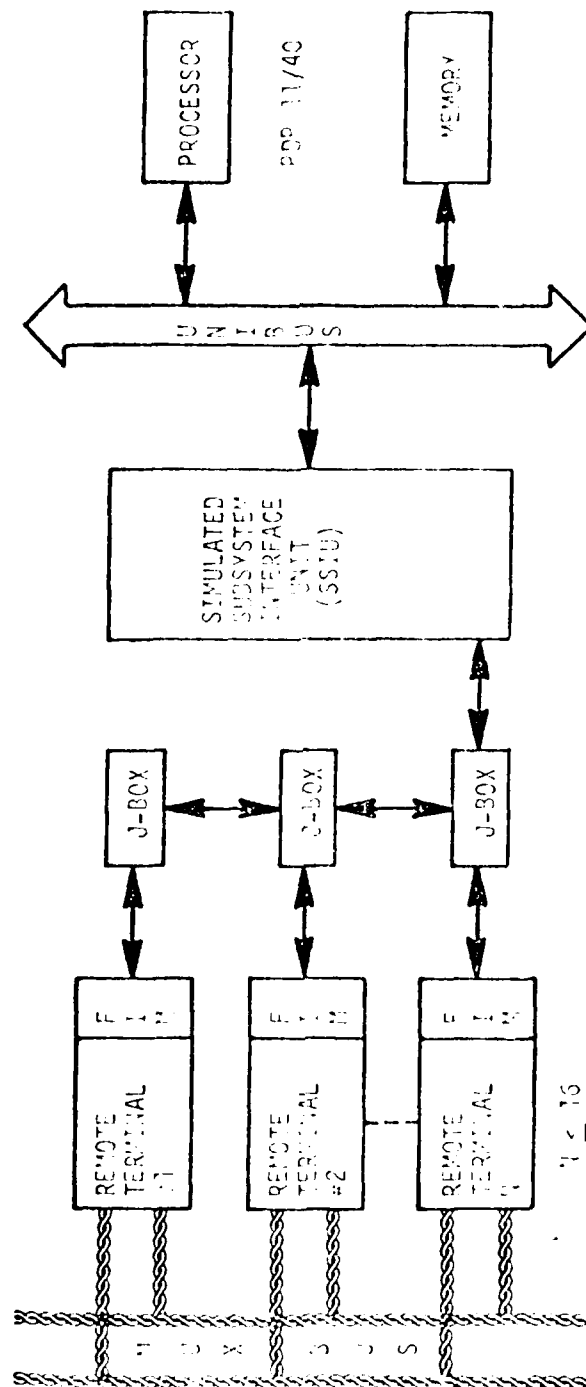 PROCESSOR
PDP 11/40
MEMORY
UNIBUS
SIMULATED
SUBSYSTEM
INTERFACE
UNIT
(SSIU)
J-BOX
J-BOX
J-BOX
REMOTE
TERMINAL
REMOTE
TERMINAL
#2
REMOTE
TERMINAL
MUX BUS